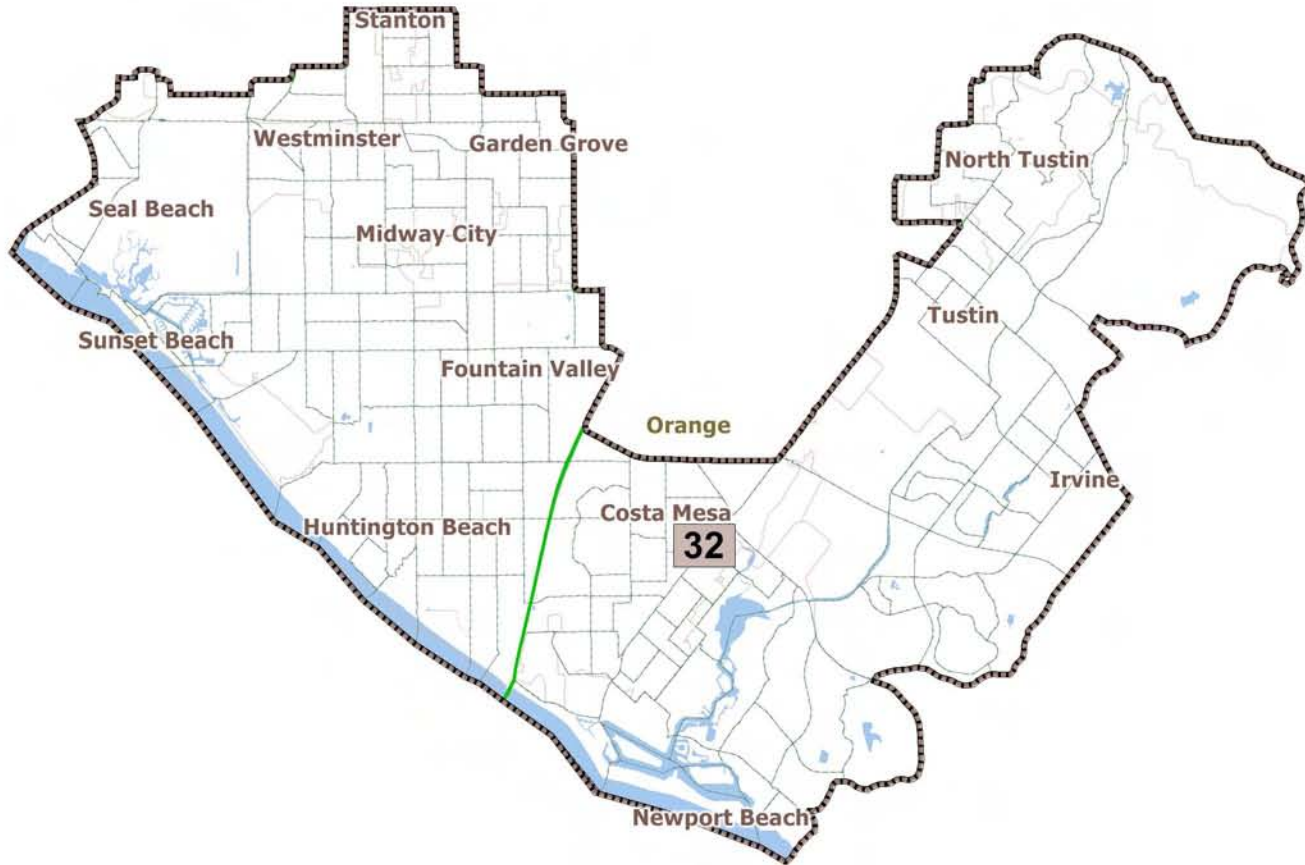 Stanton
Westminster
Garden Grove
North Tustin
Seal Beach
Midway City
Tustin
Sunset Beach
Fountain Valley
Orange
Irvine
Huntington Beach
Costa Mesa
32
Newport Beach